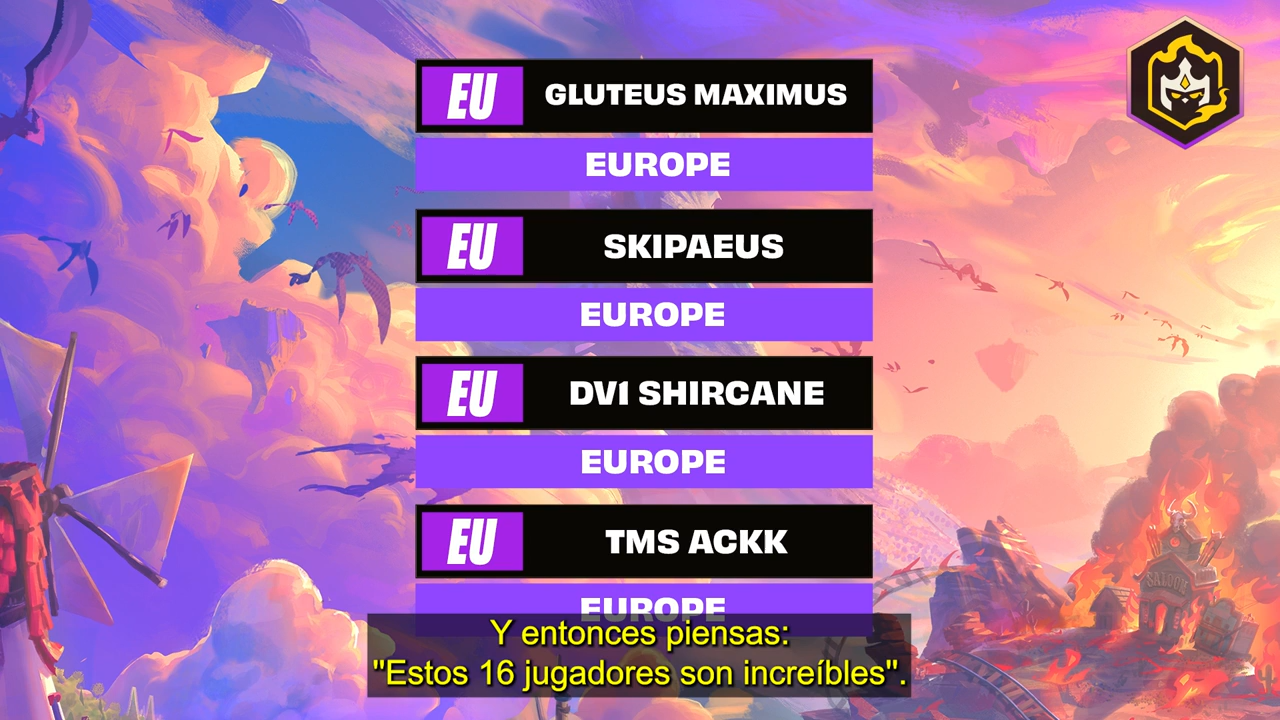 EU GLUTEUS MAXIMUS
EUROPE
EU SKIPAEUS
EUROPE
EU DV1 SHIRCANE
EUROPE
EU TMS ACKK
EUROPE
Y entonces piensas:
"Estos 16 jugadores son increíbles".
SALOON